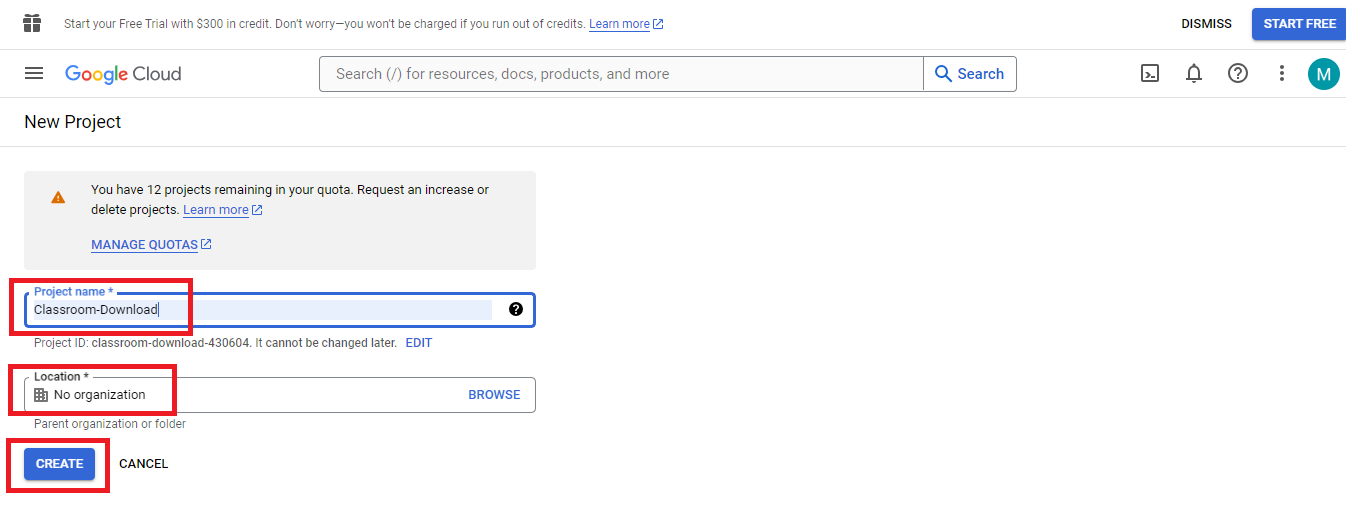 Start your Free Trial with $300 in credit. Don't worry—you won't be charged if you run out of credits. Learn more
DISMISS
START FREE
Google Cloud
Search (/) for resources, docs, products, and more
Search
M
New Project
You have 12 projects remaining in your quota. Request an increase or
delete projects. Learn more
MANAGE QUOTAS
Project name *
Classroom-Download
Project ID: classroom-download-430604. It cannot be changed later. EDIT
Location *
No organization
BROWSE
Parent organization or folder
CREATE
CANCEL